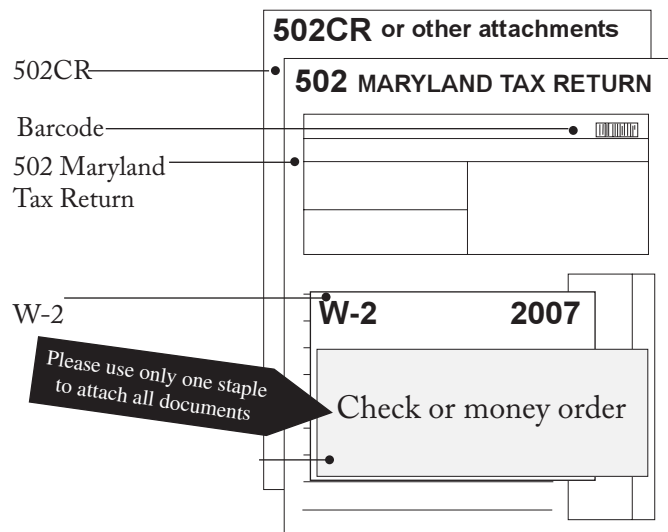 502CR or other attachments
502CR
502 MARYLAND TAX RETURN
Barcode
502 Maryland
Tax Return
W-2
W-2 2007
Please use only one staple
to attach all documents
Check or money order